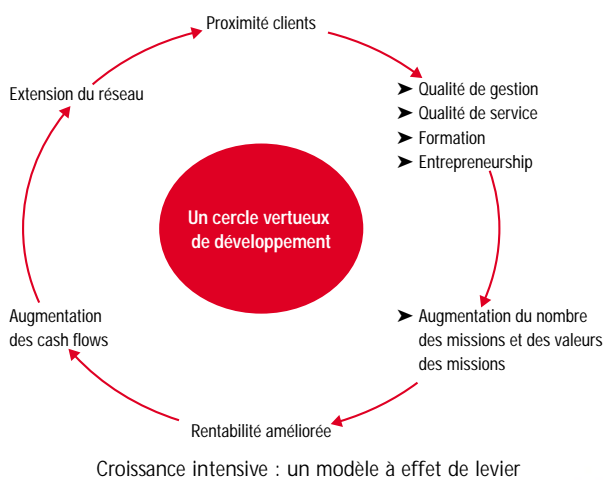 Proximité clients
➤ Qualité de gestion
➤ Qualité de service
➤ Formation
➤ Entrepreneurship
➤ Augmentation du nombre
des missions et des valeurs
des missions
Rentabilité améliorée
Augmentation
des cash flows
Extension du réseau
Un cercle vertueux
de développement
Croissance intensive : un modèle à effet de levier